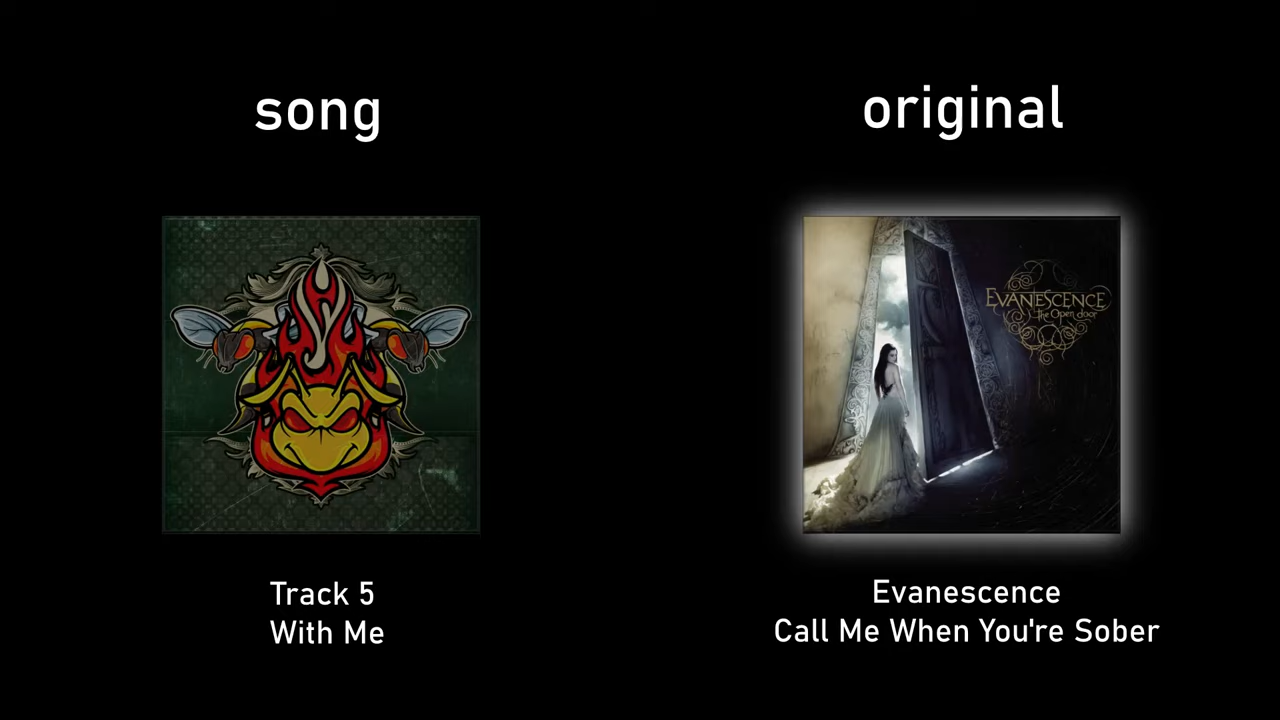 song
original
EVANESCENCE
The Open door
Track 5
With Me
Evanescence
Call Me When You're Sober